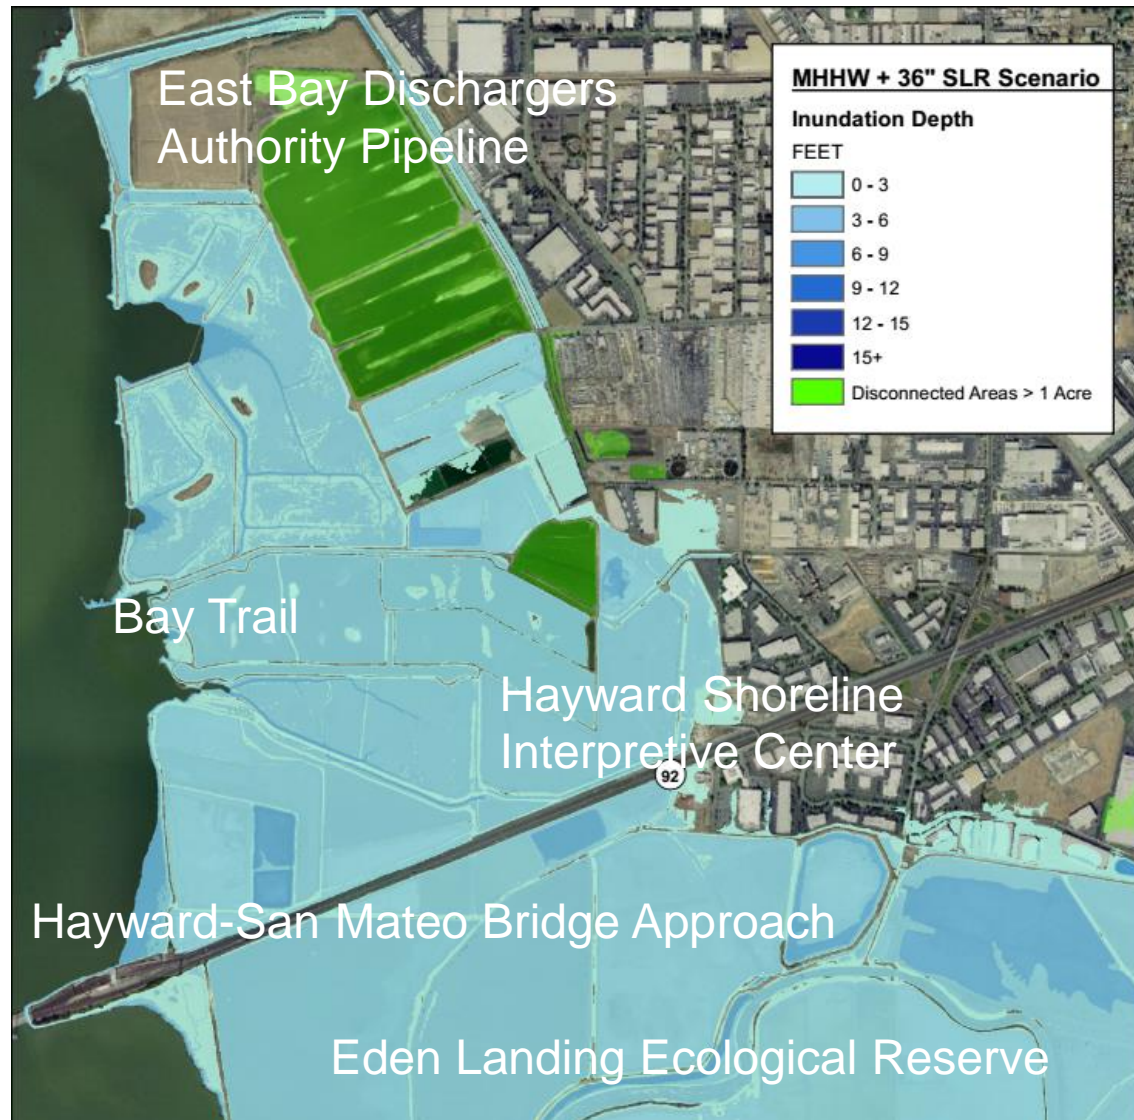 East Bay Dischargers
Authority Pipeline
MHHW + 36" SLR Scenario
Inundation Depth
FEET
0 - 3
3 - 6
6 - 9
9 - 12
12 - 15
15+
Disconnected Areas > 1 Acre
Bay Trail
Hayward Shoreline
Interpretive Center
92
Hayward-San Mateo Bridge Approach
Eden Landing Ecological Reserve